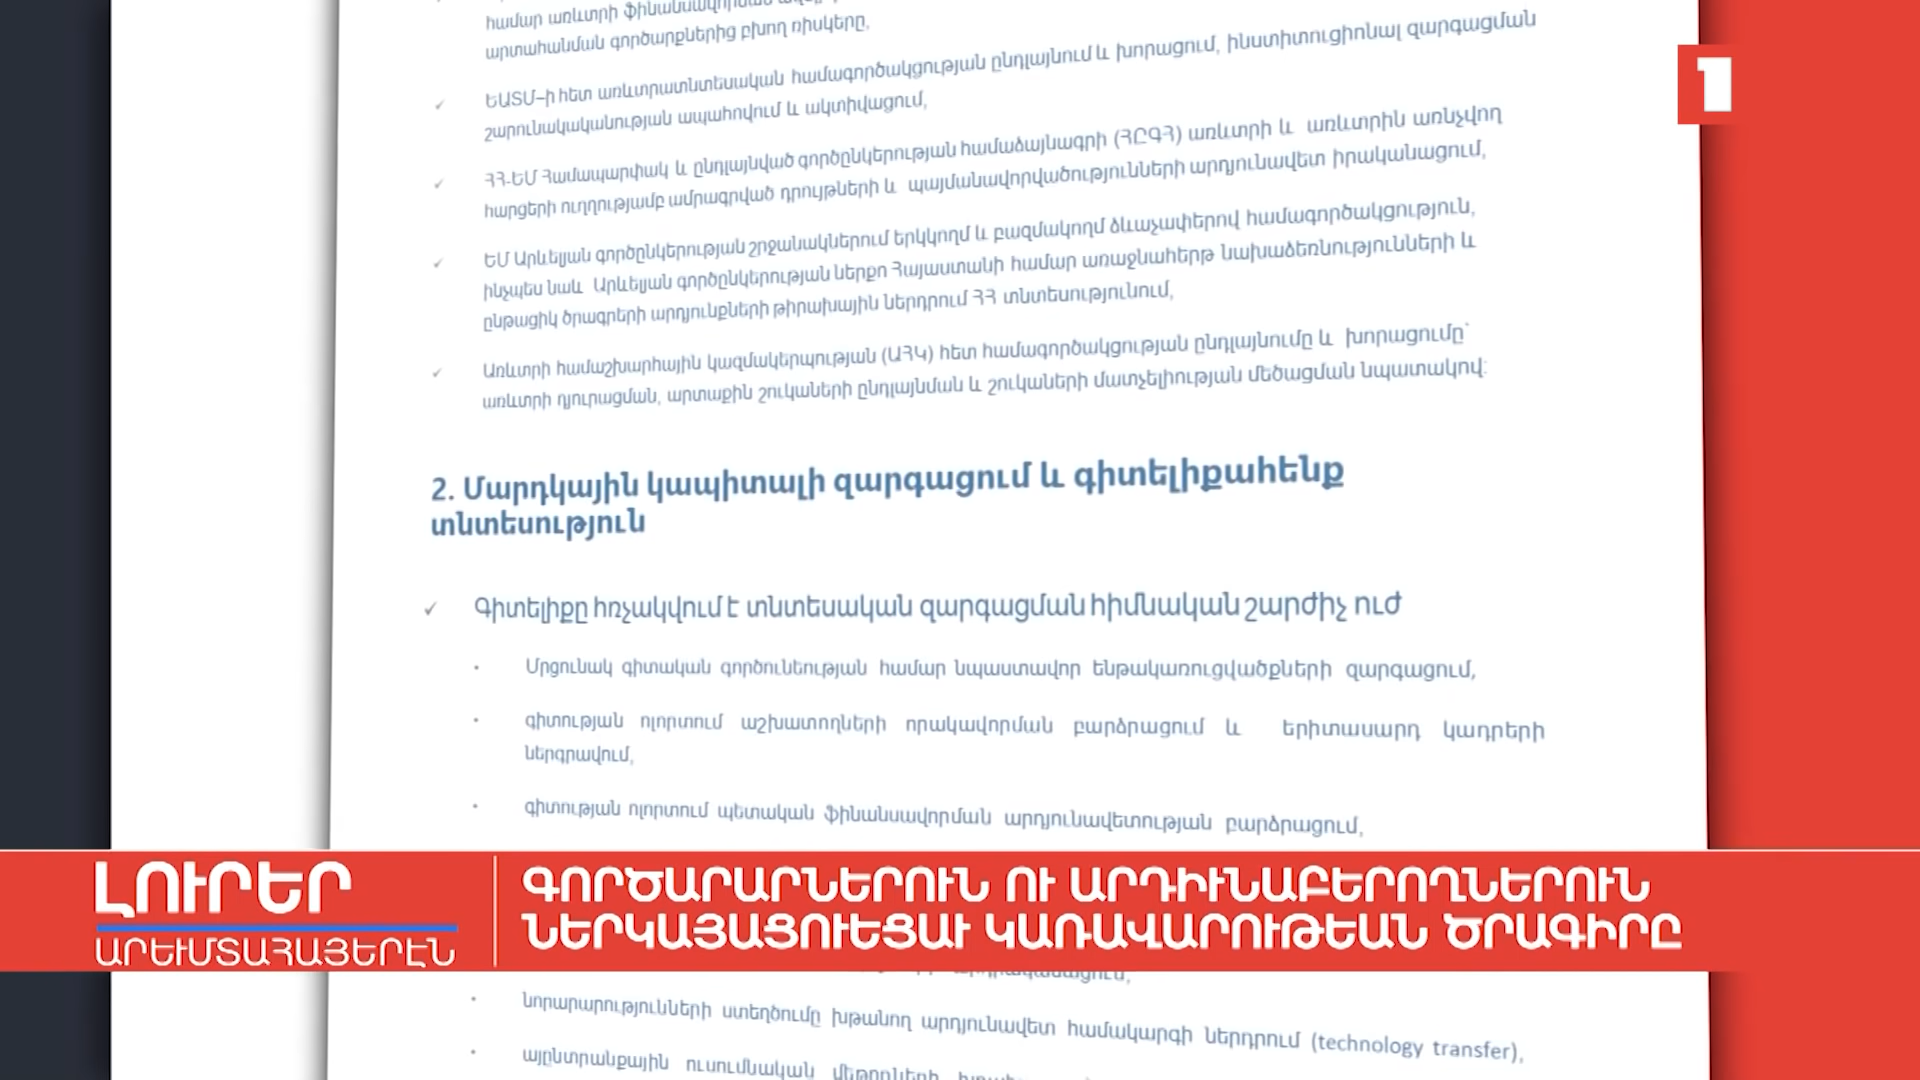 համար առևտրի ֆինանսավորման
արտահանման գործարքներից բխող ռիսկերը,
1
✓ ԵԱՏՄ–ի հետ առևտրատնտեսական համագործակցության ընդլայնում և խորացում, ինստիտուցիոնալ զարգացման
շարունակականության ապահովում և ակտիվացում,
✓ ՀՀ-ԵՄ Համապարփակ և ընդլայնված գործընկերության համաձայնագրի (ՀԸԳՀ) առևտրի և առևտրին առնչվող
հարցերի ուղղությամբ ամրագրված դրույթների և պայմանավորվածությունների արդյունավետ իրականացում,
✓ ԵՄ Արևելյան գործընկերության շրջանակներում երկկողմ և բազմակողմ ձևաչափերով համագործակցություն,
ինչպես նաև Արևելյան գործընկերության ներքո Հայաստանի համար առաջնահերթ նախաձեռնությունների և
ընթացիկ ծրագրերի արդյունքների թիրախային ներդրում ՀՀ տնտեսությունում,
✓ Առևտրի համաշխարհային կազմակերպության (ԱՀԿ) հետ համագործակցության ընդլայնումը և խորացումը՝
առևտրի դյուրացման, արտաքին շուկաների ընդլայնման և շուկաների մատչելիության մեծացման նպատակով:
2. Մարդկային կապիտալի զարգացում և գիտելիքահենք
տնտեսություն
✓ Գիտելիքը հռչակվում է տնտեսական զարգացման հիմնական շարժիչ ուժ
• Մրցունակ գիտական գործունեության համար նպաստավոր ենթակառուցվածքների զարգացում,
• գիտության ոլորտում աշխատողների որակավորման բարձրացում և երիտասարդ կադրերի
ներգրավում,
• գիտության ոլորտում պետական ֆինանսավորման արդյունավետության բարձրացում,
ԼՈՒՐԵՐ
ԱՐԵՒՄՏԱՀԱՅԵՐԷՆ
ԳՈՐԾԱՐԱՐՆԵՐՈՒՆ ՈՒ ԱՐԴԻՒՆԱԲԵՐՈՂՆԵՐՈՒՆ
ՆԵՐԿԱՅԱՑՈՒԵՑԱՒ ԿԱՌԱՎԱՐՈՒԹԵԱՆ ԾՐԱԳԻՐԸ
• նորարարությունների ստեղծումը խթանող արդյունավետ համակարգի ներդրում (technology transfer),
• այընտրանքային ուսումնական մեթոդների